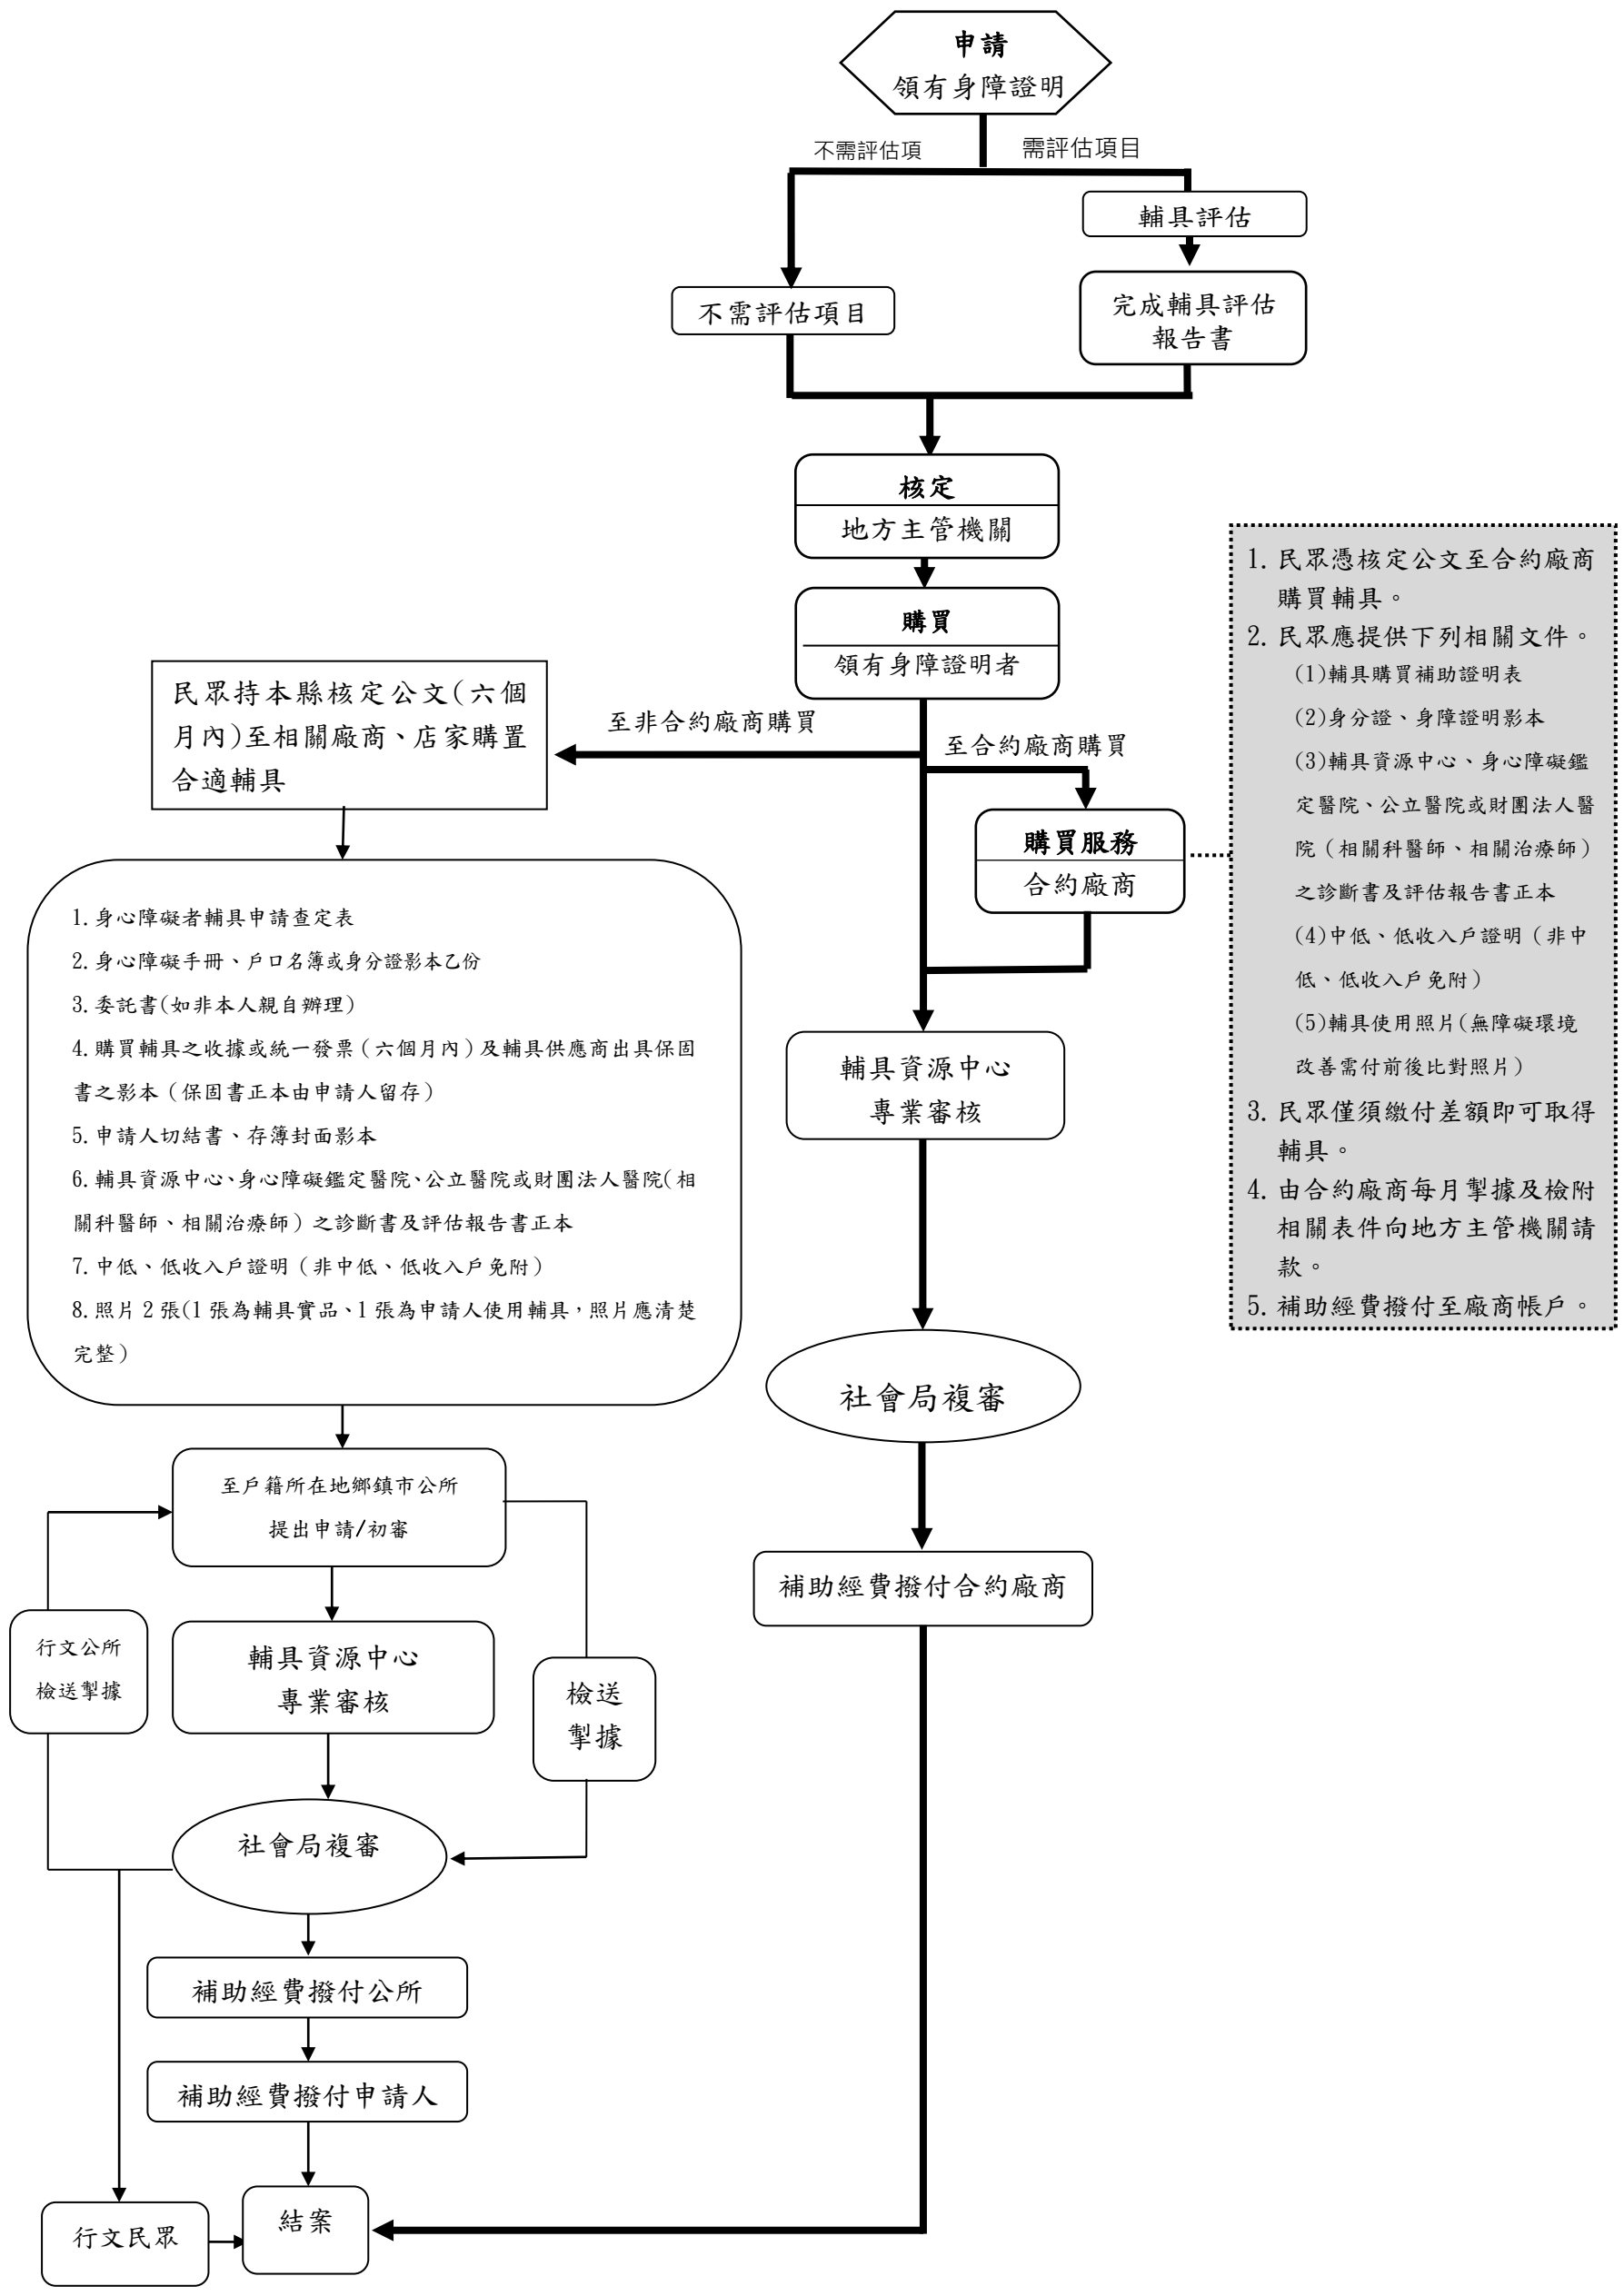 申請
領有身障證明
不需評估項
需評估項目
輔具評估
不需評估項目
完成輔具評估
報告書
核定
地方主管機關
購買
領有身障證明者
至非合約廠商購買
至合約廠商購買
民眾持本縣核定公文(六個
月內)至相關廠商、店家購置
合適輔具
購買服務
合約廠商
1. 民眾憑核定公文至合約廠商
購買輔具。
2. 民眾應提供下列相關文件。
(1)輔具購買補助證明表
(2)身分證、身障證明影本
(3)輔具資源中心、身心障礙鑑
定醫院、公立醫院或財團法人醫
院（相關科醫師、相關治療師）
之診斷書及評估報告書正本
(4)中低、低收入戶證明（非中
低、低收入戶免附）
(5)輔具使用照片(無障礙環境
改善需付前後比對照片)
3. 民眾僅須繳付差額即可取得
輔具。
4. 由合約廠商每月掣據及檢附
相關表件向地方主管機關請
款。
5. 補助經費撥付至廠商帳戶。
1. 身心障礙者輔具申請查定表
2. 身心障礙手冊、戶口名簿或身分證影本乙份
3. 委託書(如非本人親自辦理)
4. 購買輔具之收據或統一發票（六個月內）及輔具供應商出具保固
書之影本（保固書正本由申請人留存）
5. 申請人切結書、存簿封面影本
6. 輔具資源中心、身心障礙鑑定醫院、公立醫院或財團法人醫院(相
關科醫師、相關治療師）之診斷書及評估報告書正本
7. 中低、低收入戶證明（非中低、低收入戶免附）
8. 照片 2 張(1 張為輔具實品、1 張為申請人使用輔具，照片應清楚
完整）
輔具資源中心
專業審核
社會局複審
補助經費撥付合約廠商
至戶籍所在地鄉鎮市公所
提出申請/初審
行文公所
檢送掣據
輔具資源中心
專業審核
檢送
掣據
社會局複審
補助經費撥付公所
補助經費撥付申請人
行文民眾
結案